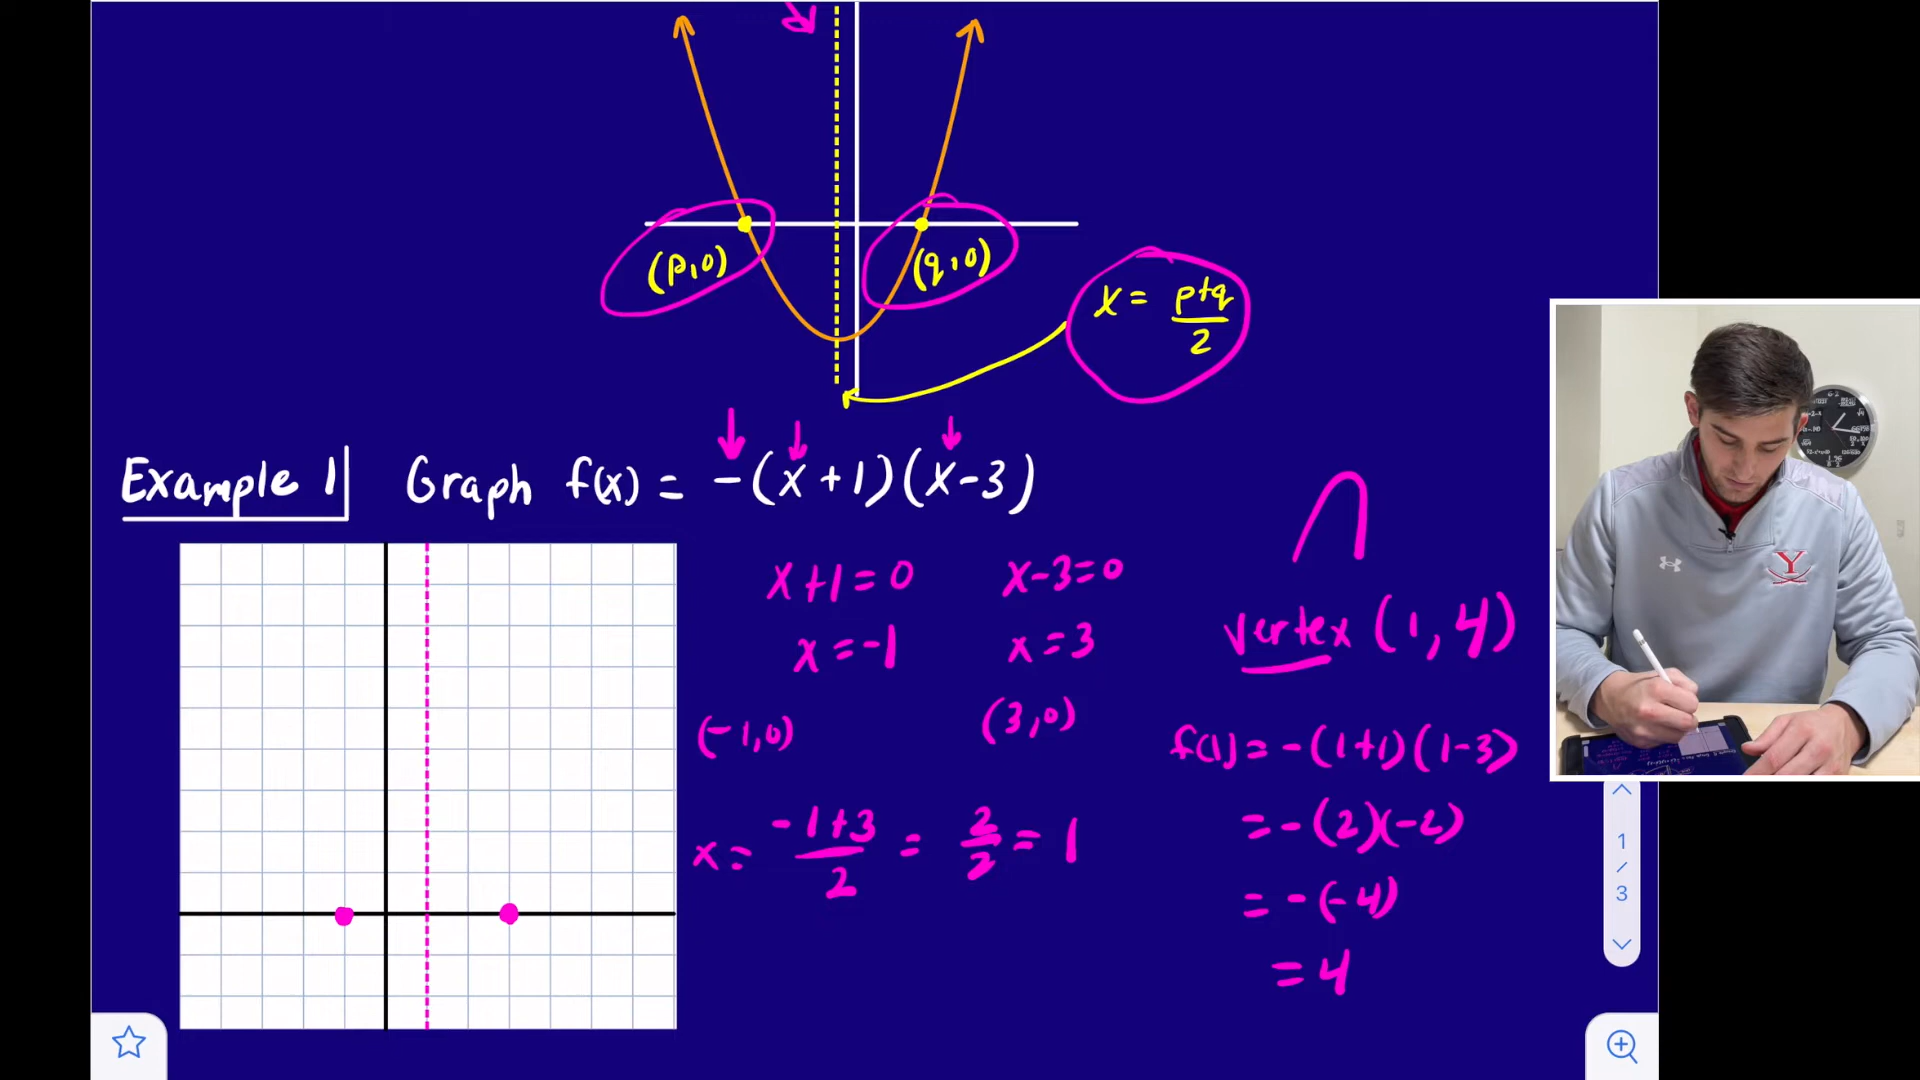 (p,0)
(q,0)
x = p+q/2
Example 1 Graph f(x) = -(x+1)(x-3)
x+1=0 x-3=0
x=-1 x=3
(-1,0) (3,0)
x= -1+3/2 = 2/2 = 1
vertex (1,4)
f(1)=-(1+1)(1-3)
=-(2)(-2)
=-(-4)
=4
Y
1
/
3